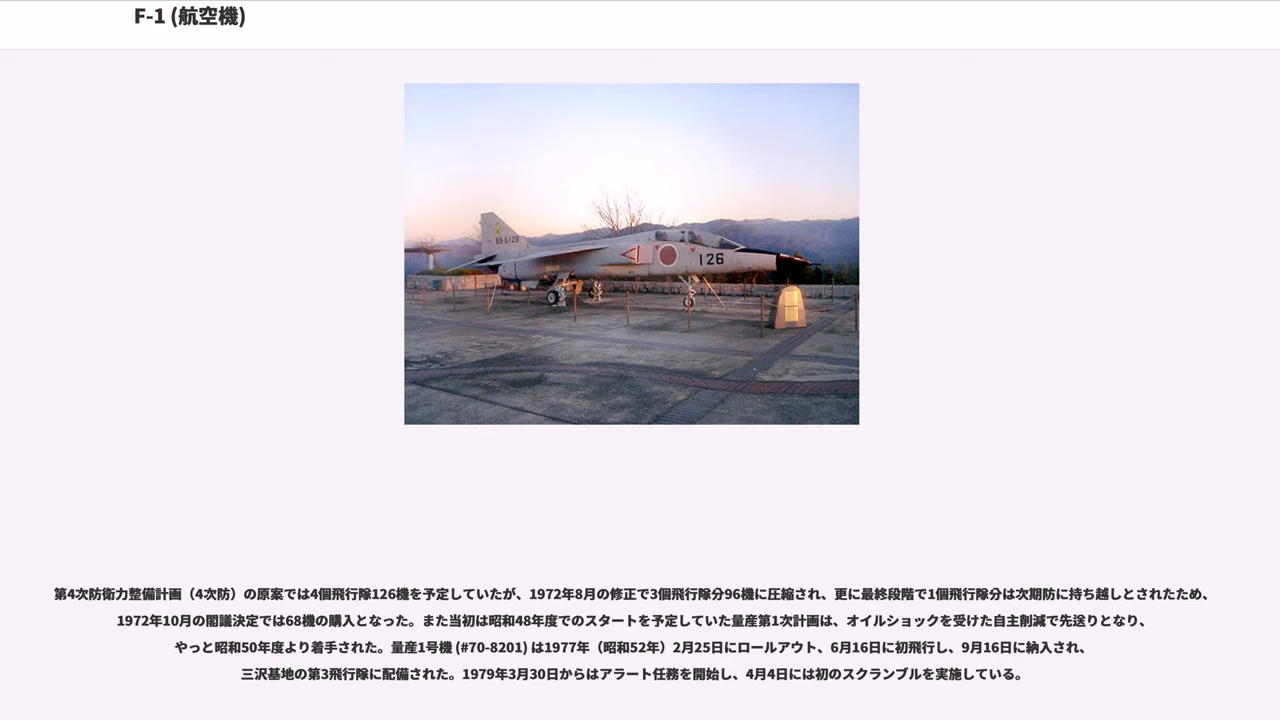 F-1 (航空機)
69-5126
126
第4次防衛力整備計画（4次防）の原案では4個飛行隊126機を予定していたが、1972年8月の修正で3個飛行隊分96機に圧縮され、更に最終段階で1個飛行隊分は次期防に持ち越しとされたため、
1972年10月の閣議決定では68機の購入となった。また当初は昭和48年度でのスタートを予定していた量産第1次計画は、オイルショックを受けた自主削減で先送りとなり、
やっと昭和50年度より着手された。量産1号機 (#70-8201) は1977年（昭和52年）2月25日にロールアウト、6月16日に初飛行し、9月16日に納入され、
三沢基地の第3飛行隊に配備された。1979年3月30日からはアラート任務を開始し、4月4日には初のスクランブルを実施している。